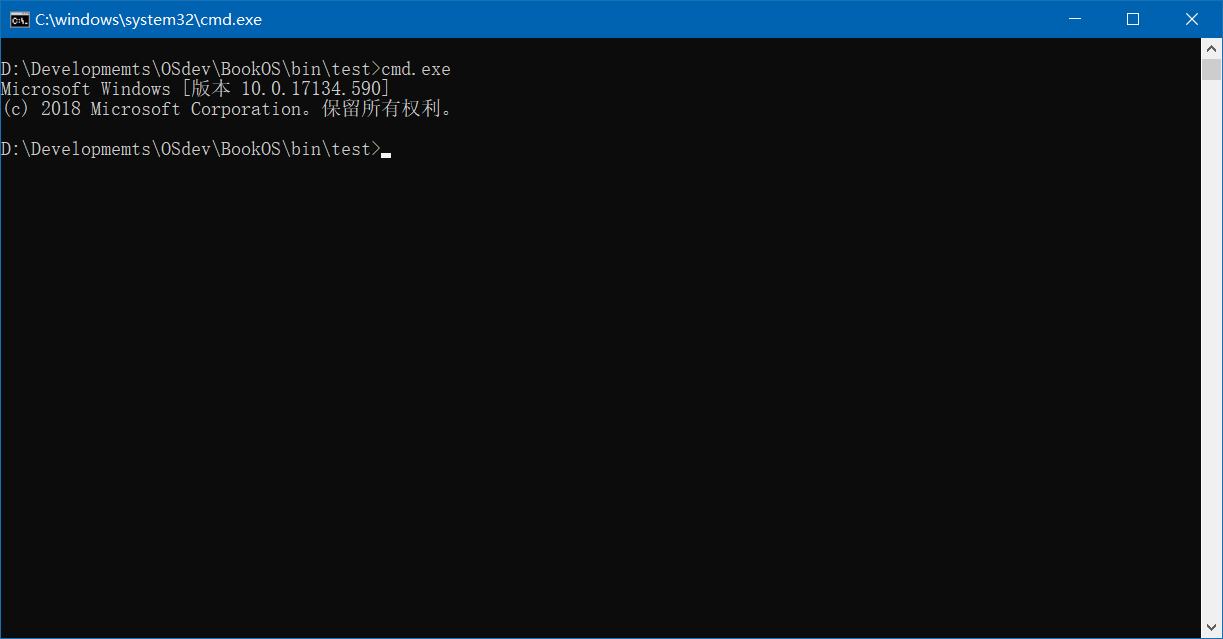 C:\windows\system32\cmd.exe
D:\Developmemts\OSdev\BookOS\bin\test>cmd.exe
Microsoft Windows [版本 10.0.17134.590]
(c) 2018 Microsoft Corporation。保留所有权利。
D:\Developmemts\OSdev\BookOS\bin\test>